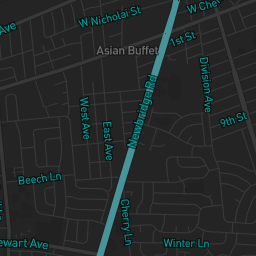 W Nicholai St
W Che
Ave
1st St
Asian Buffet
Division Ave
Newbridge Rd
West Ave
East Ave
9th St
Beech Ln
Cherry Ln
ewart Ave
Winter Ln